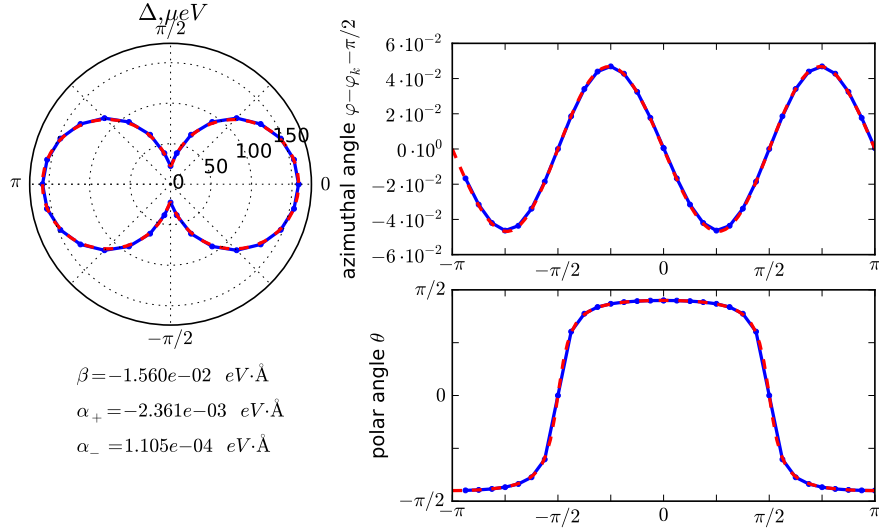 Δ, μeV
π/2
150
100
50
0
π
0
−π/2
β=−1.560e−02 eV·Å
α₊=−2.361e−03 eV·Å
α₋=1.105e−04 eV·Å
azimuthal angle φ−φₖ−π/2
6·10⁻²
4·10⁻²
2·10⁻²
0·10⁰
−2·10⁻²
−4·10⁻²
−6·10⁻²
−π −π/2 0 π/2 π
polar angle θ
π/2
0
−π/2
−π −π/2 0 π/2 π